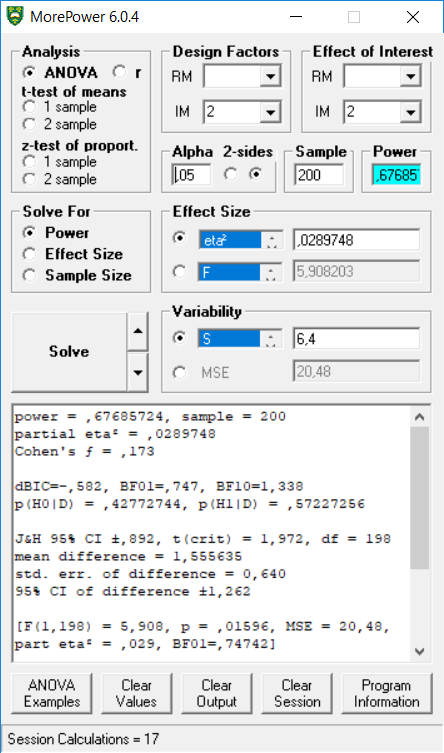 MorePower 6.0.4
Analysis
ANOVA r
t-test of means
1 sample
2 sample
z-test of proport.
1 sample
2 sample
Design Factors
RM
IM 2
Effect of Interest
RM
IM 2
Alpha 2-sides
,05
Sample
200
Power
,67685
Solve For
Power
Effect Size
Sample Size
Effect Size
eta² ,0289748
F 5,908203
Solve
Variability
S 6,4
MSE 20,48
power = ,67685724, sample = 200
partial eta² = ,0289748
Cohen's ƒ = ,173
dBIC=-,582, BF01=,747, BF10=1,338
p(H0|D) = ,42772744, p(H1|D) = ,57227256
J&H 95% CI ±,892, t(crit) = 1,972, df = 198
mean difference = 1,555635
std. err. of difference = 0,640
95% CI of difference ±1,262
[F(1,198) = 5,908, p = ,01596, MSE = 20,48,
part eta² = ,029, BF01=,74742]
ANOVA Examples
Clear Values
Clear Output
Clear Session
Program Information
Session Calculations = 17